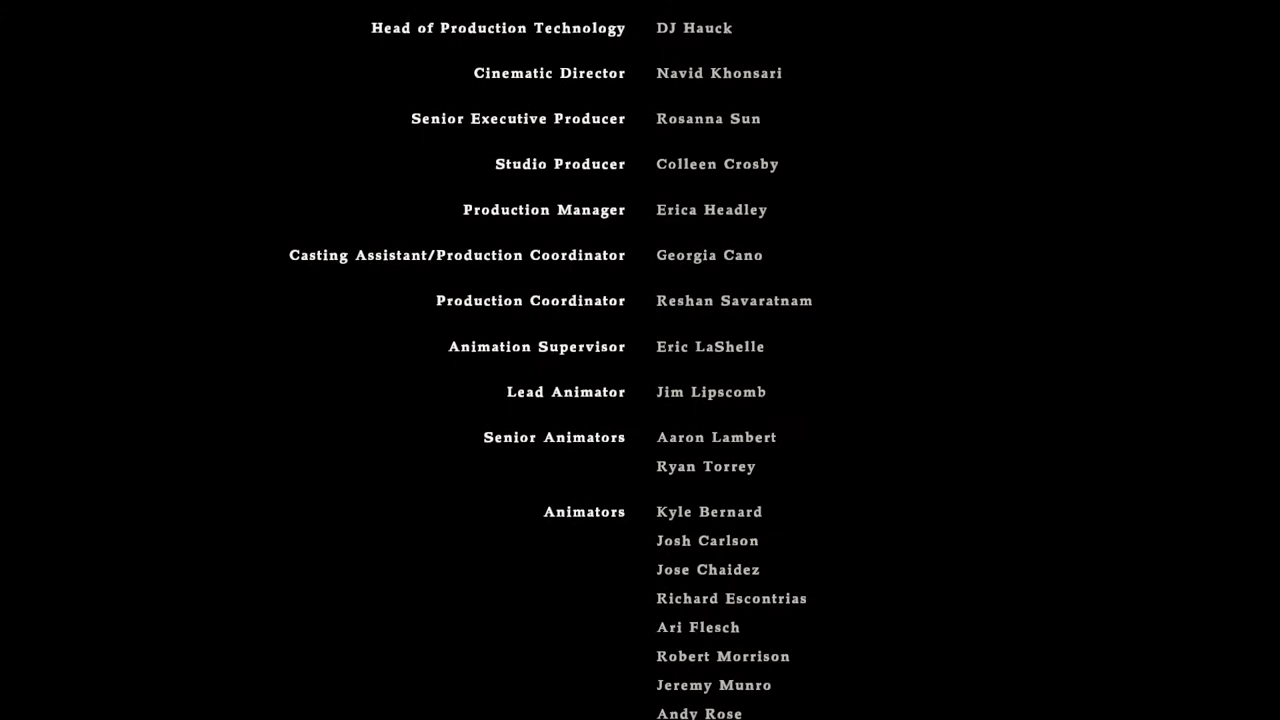 Head of Production Technology DJ Hauck
Cinematic Director Navid Khonsari
Senior Executive Producer Rosanna Sun
Studio Producer Colleen Crosby
Production Manager Erica Headley
Casting Assistant/Production Coordinator Georgia Cano
Production Coordinator Reshan Savaratnam
Animation Supervisor Eric LaShelle
Lead Animator Jim Lipscomb
Senior Animators Aaron Lambert
Ryan Torrey
Animators Kyle Bernard
Josh Carlson
Jose Chaidez
Richard Escontrias
Ari Flesch
Robert Morrison
Jeremy Munro
Andy Rose